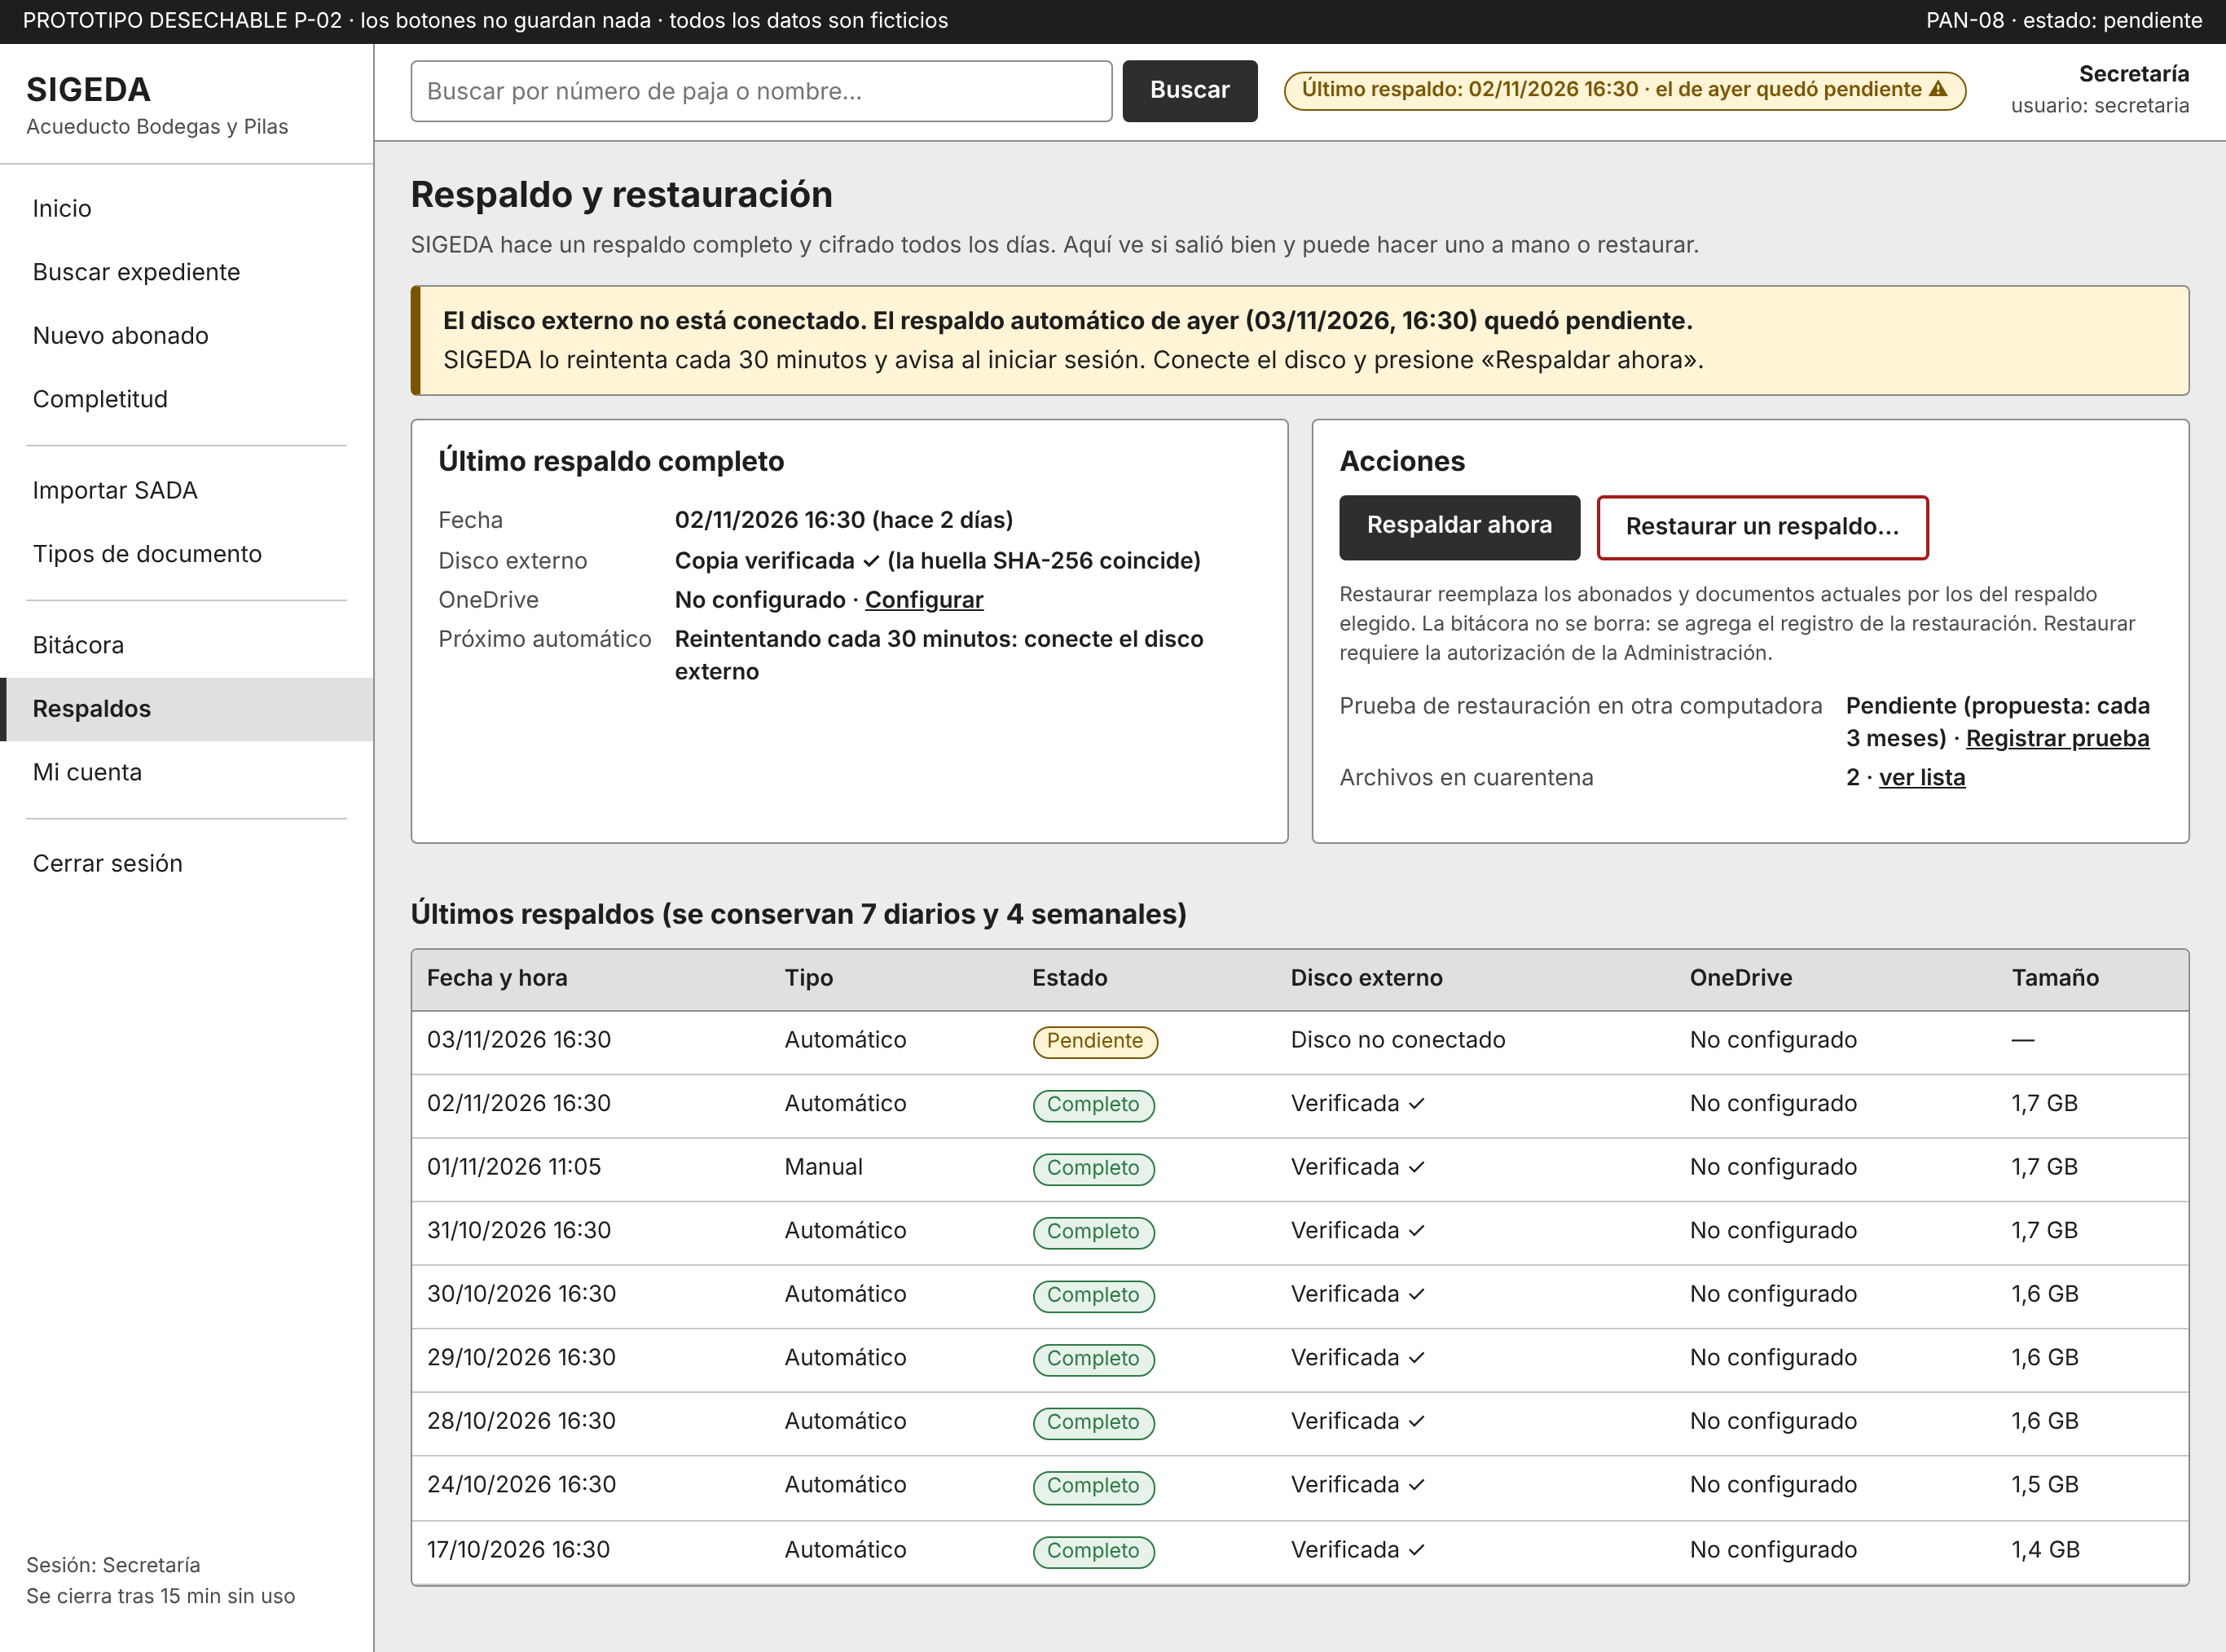 PROTOTIPO DESECHABLE P-02 · los botones no guardan nada · todos los datos son ficticios
PAN-08 · estado: pendiente
SIGEDA
Acueducto Bodegas y Pilas
Buscar por número de paja o nombre...
Buscar
Último respaldo: 02/11/2026 16:30 · el de ayer quedó pendiente ⚠
Secretaría
usuario: secretaria
Inicio
Buscar expediente
Nuevo abonado
Completitud
Importar SADA
Tipos de documento
Bitácora
Respaldos
Mi cuenta
Cerrar sesión
Sesión: Secretaría
Se cierra tras 15 min sin uso
Respaldo y restauración
SIGEDA hace un respaldo completo y cifrado todos los días. Aquí ve si salió bien y puede hacer uno a mano o restaurar.
El disco externo no está conectado. El respaldo automático de ayer (03/11/2026, 16:30) quedó pendiente.
SIGEDA lo reintenta cada 30 minutos y avisa al iniciar sesión. Conecte el disco y presione «Respaldar ahora».
Último respaldo completo
Fecha 02/11/2026 16:30 (hace 2 días)
Disco externo Copia verificada ✓ (la huella SHA-256 coincide)
OneDrive No configurado · Configurar
Próximo automático Reintentando cada 30 minutos: conecte el disco
externo
Acciones
Respaldar ahora Restaurar un respaldo...
Restaurar reemplaza los abonados y documentos actuales por los del respaldo
elegido. La bitácora no se borra: se agrega el registro de la restauración. Restaurar
requiere la autorización de la Administración.
Prueba de restauración en otra computadora Pendiente (propuesta: cada
3 meses) · Registrar prueba
Archivos en cuarentena 2 · ver lista
Últimos respaldos (se conservan 7 diarios y 4 semanales)
Fecha y hora Tipo Estado Disco externo OneDrive Tamaño
03/11/2026 16:30 Automático Pendiente Disco no conectado No configurado —
02/11/2026 16:30 Automático Completo Verificada ✓ No configurado 1,7 GB
01/11/2026 11:05 Manual Completo Verificada ✓ No configurado 1,7 GB
31/10/2026 16:30 Automático Completo Verificada ✓ No configurado 1,7 GB
30/10/2026 16:30 Automático Completo Verificada ✓ No configurado 1,6 GB
29/10/2026 16:30 Automático Completo Verificada ✓ No configurado 1,6 GB
28/10/2026 16:30 Automático Completo Verificada ✓ No configurado 1,6 GB
24/10/2026 16:30 Automático Completo Verificada ✓ No configurado 1,5 GB
17/10/2026 16:30 Automático Completo Verificada ✓ No configurado 1,4 GB